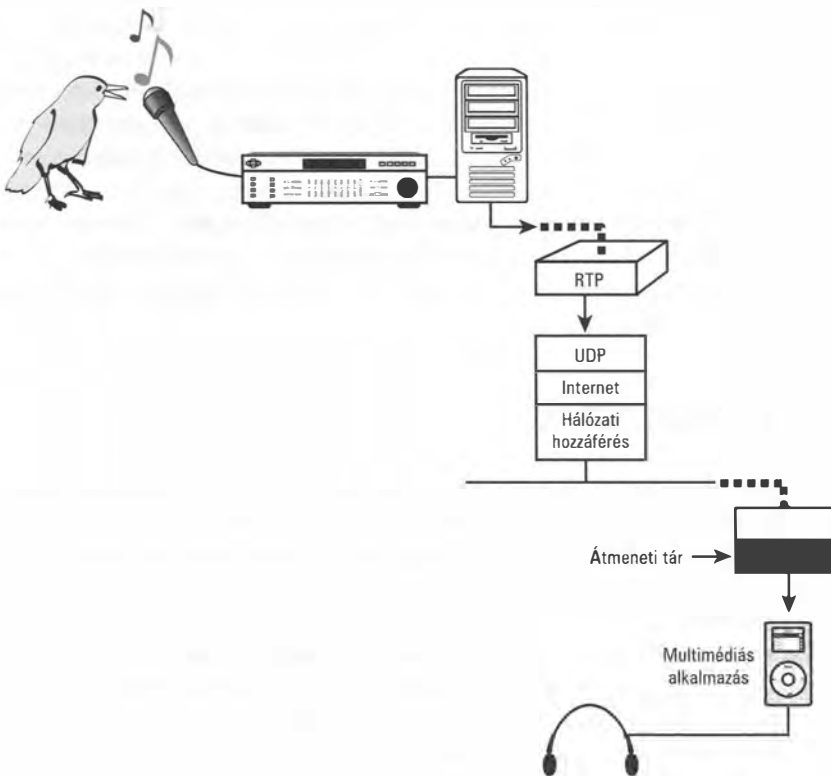 RTP
UDP
Internet
Hálózati
hozzáférés
Átmeneti tár
Multimédiás
alkalmazás